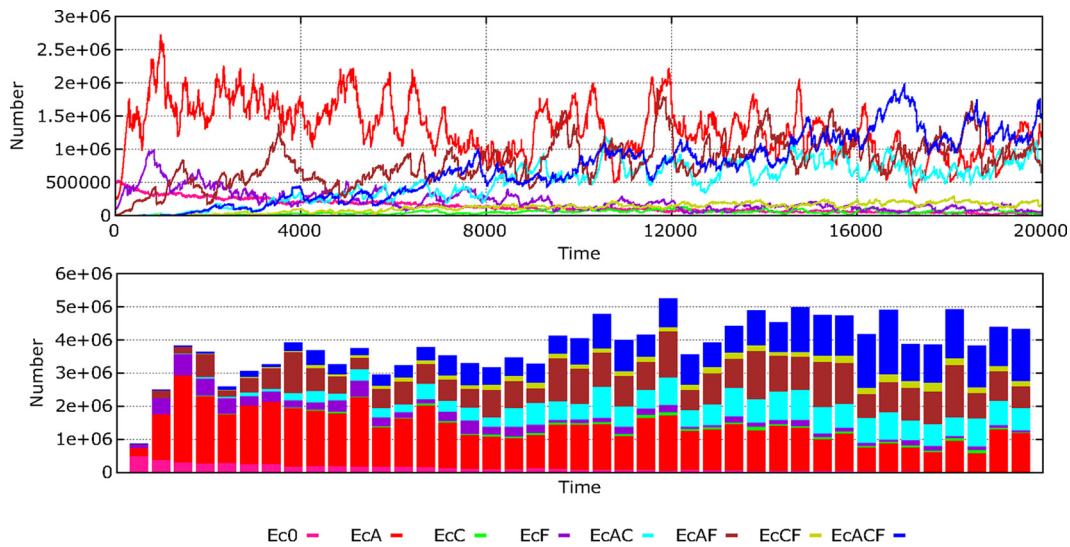 3e+06
2.5e+06
2e+06
1.5e+06
1e+06
500000
0
Number
0 4000 8000 12000 16000 20000
Time
6e+06
5e+06
4e+06
3e+06
2e+06
1e+06
0
Number
Time
Ec0 EcA EcC EcF EcAC EcAF EcCF EcACF